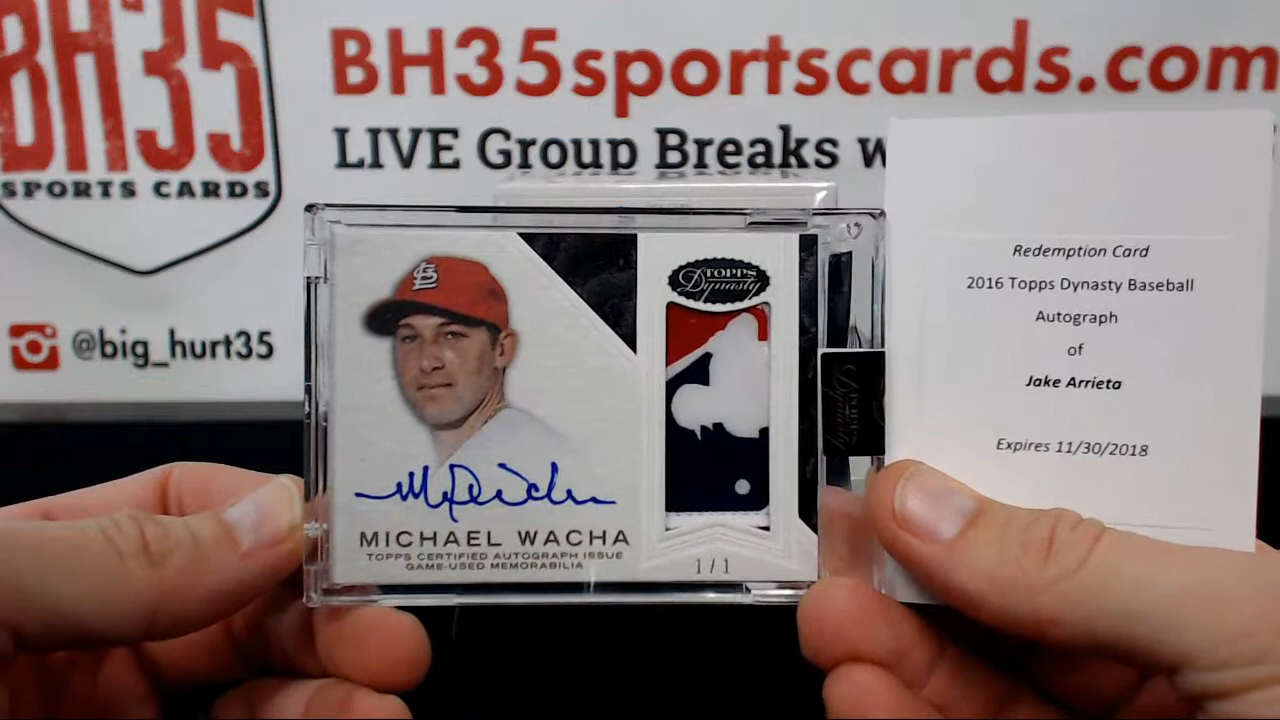 BH35
SPORTS CARDS
@big_hurt35
BH35sportscards.com
LIVE Group Breaks
TOPPS
Dynasty
MICHAEL WACHA
TOPPS CERTIFIED AUTOGRAPH ISSUE
GAME-USED MEMORABILIA
1/1
Redemption Card
2016 Topps Dynasty Baseball
Autograph
of
Jake Arrieta
Expires 11/30/2018